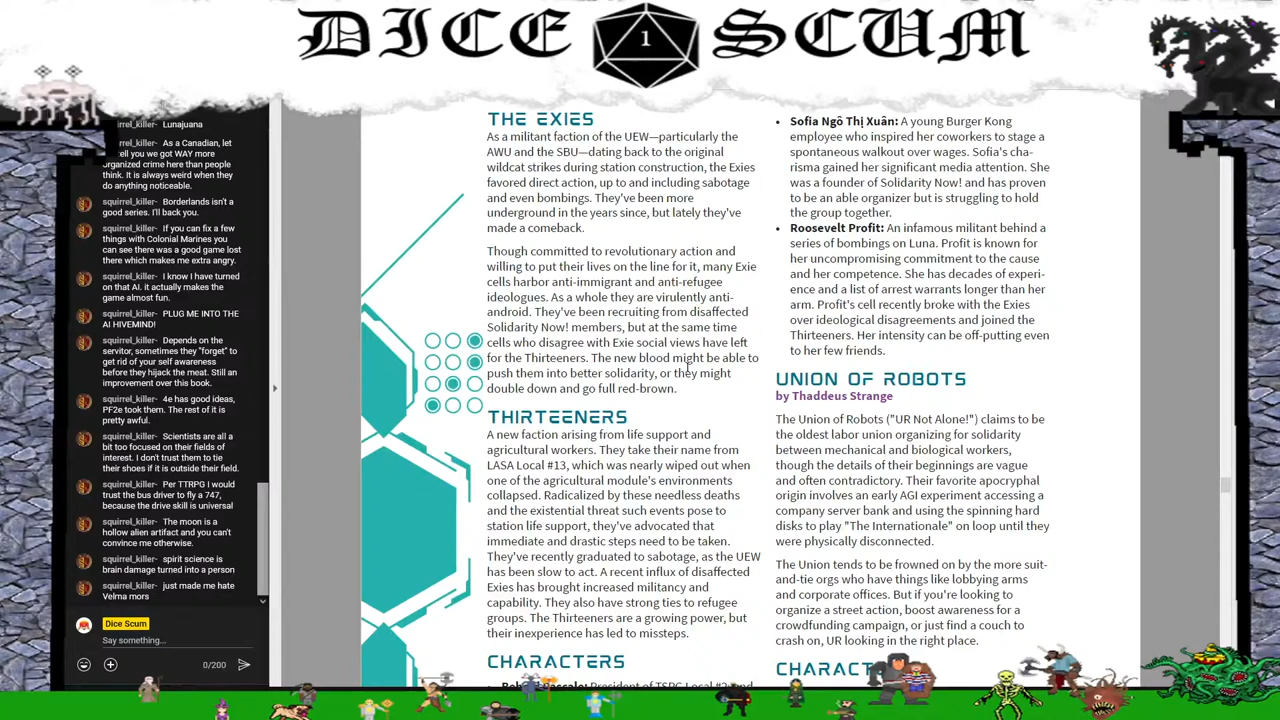 DICE SCUM
1
squirrel_killer- Lunajuana
As a Canadian, let
tell you we got WAY more
organized crime here than people
think. It is always weird when they
do anything noticeable.
squirrel_killer- Borderlands isn't a
good series. I'll back you.
squirrel_killer- If you can fix a few
things with Colonial Marines you
can see there was a good game lost
there which makes me extra angry.
squirrel_killer- I know I have turned
on that AI. it actually makes the
game almost fun.
squirrel_killer- PLUG ME INTO THE
AI HIVEMIND!
squirrel_killer- Depends on the
servitor, sometimes they "forget" to
get rid of your self awareness
before they hijack the meat. Still an
improvement over this book.
squirrel_killer- 4e has good ideas,
PF2e took them. The rest of it is
pretty awful.
squirrel_killer- Scientists are all a
bit too focused on their fields of
interest. I don't trust them to tie
their shoes if it is outside their field.
squirrel_killer- Per TTRPG I would
trust the bus driver to fly a 747,
because the drive skill is universal
squirrel_killer- The moon is a
hollow alien artifact and you can't
convince me otherwise.
squirrel_killer- spirit science is
brain damage turned into a person
squirrel_killer- just made me hate
Velma mors
Dice Scum
Say something...
0/200
THE EXIES
As a militant faction of the UEW—particularly the
AWU and the SBU—dating back to the original
wildcat strikes during station construction, the Exies
favored direct action, up to and including sabotage
and even bombings. They've been more
underground in the years since, but lately they've
made a comeback.
Though committed to revolutionary action and
willing to put their lives on the line for it, many Exie
cells harbor anti-immigrant and anti-refugee
ideologues. As a whole they are virulently anti-
android. They've been recruiting from disaffected
Solidarity Now! members, but at the same time
cells who disagree with Exie social views have left
for the Thirteeners. The new blood might be able to
push them into better solidarity, or they might
double down and go full red-brown.
THIRTEENERS
A new faction arising from life support and
agricultural workers. They take their name from
LASA Local #13, which was nearly wiped out when
one of the agricultural module's environments
collapsed. Radicalized by these needless deaths
and the existential threat such events pose to
station life support, they've advocated that
immediate and drastic steps need to be taken.
They've recently graduated to sabotage, as the UEW
has been slow to act. A recent influx of disaffected
Exies has brought increased militancy and
capability. They also have strong ties to refugee
groups. The Thirteeners are a growing power, but
their inexperience has led to missteps.
CHARACTERS
• Sofia Ngô Thị Xuân: A young Burger Kong
employee who inspired her coworkers to stage a
spontaneous walkout over wages. Sofia's cha-
risma gained her significant media attention. She
was a founder of Solidarity Now! and has proven
to be an able organizer but is struggling to hold
the group together.
• Roosevelt Profit: An infamous militant behind a
series of bombings on Luna. Profit is known for
her uncompromising commitment to the cause
and her competence. She has decades of experi-
ence and a list of arrest warrants longer than her
arm. Profit's cell recently broke with the Exies
over ideological disagreements and joined the
Thirteeners. Her intensity can be off-putting even
to her few friends.
UNION OF ROBOTS
by Thaddeus Strange
The Union of Robots ("UR Not Alone!") claims to be
the oldest labor union organizing for solidarity
between mechanical and biological workers,
though the details of their beginnings are vague
and often contradictory. Their favorite apocryphal
origin involves an early AGI experiment accessing a
company server bank and using the spinning hard
disks to play "The Internationale" on loop until they
were physically disconnected.
The Union tends to be frowned on by the more suit-
and-tie orgs who have things like lobbying arms
and corporate offices. But if you're looking to
organize a street action, boost awareness for a
crowdfunding campaign, or just find a couch to
crash on, UR looking in the right place.
CHARACT